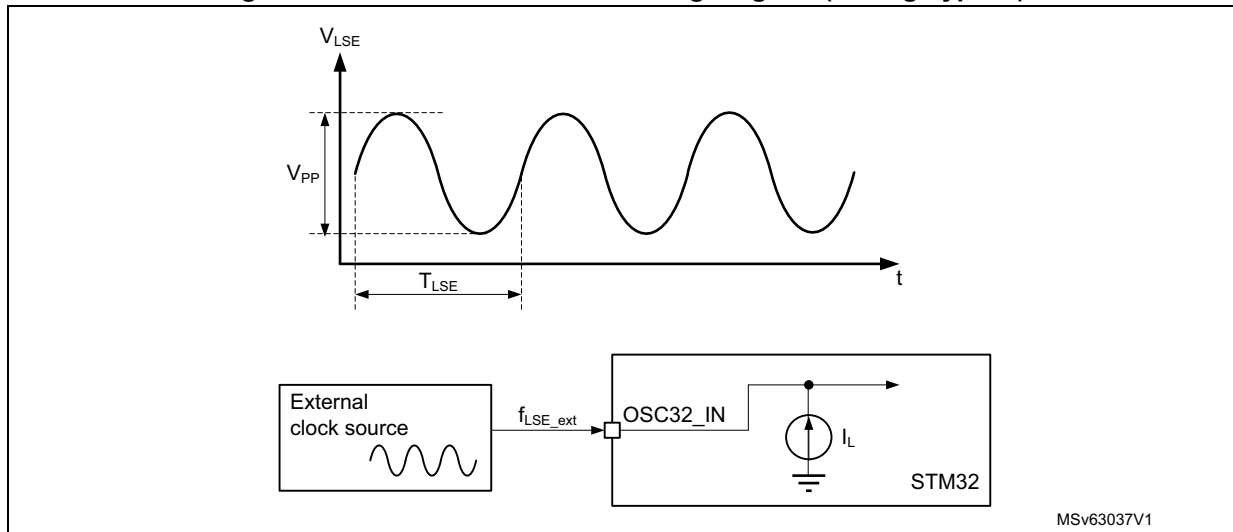 V_LSE
V_PP
T_LSE
t
External
clock source
f_LSE_ext
OSC32_IN
I_L
STM32
MSv63037V1